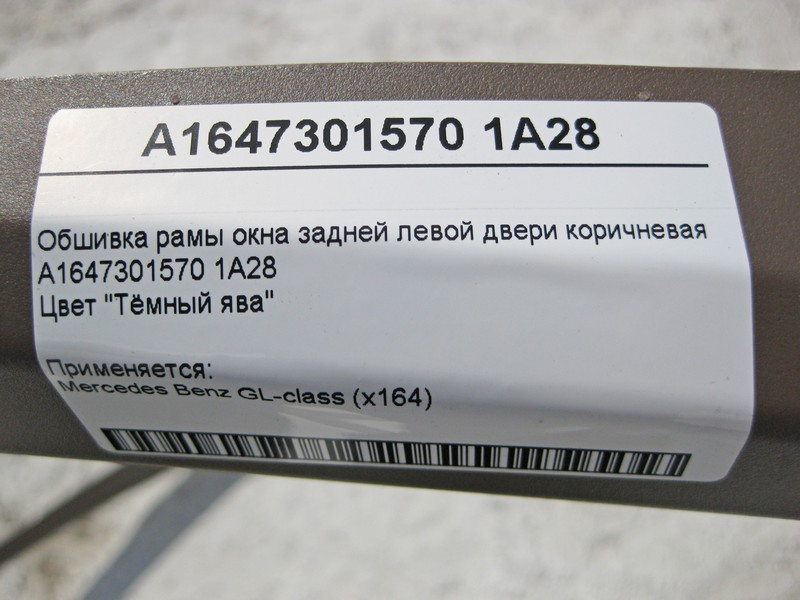 A1647301570 1A28
Обшивка рамы окна задней левой двери коричневая
A1647301570 1A28
Цвет "Тёмный ява"
Применяется:
Mercedes Benz GL-class (x164)